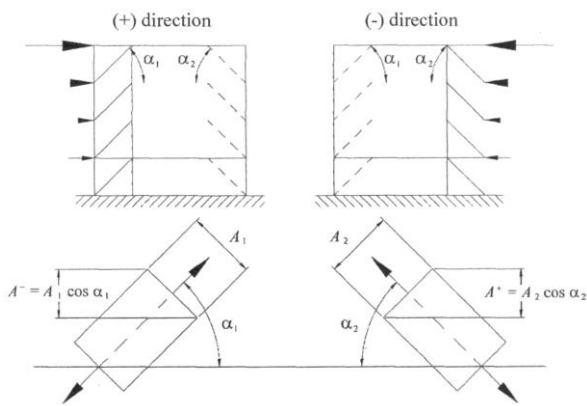 (+) direction
(-) direction
α₁
α₂
α₁
α₂
A₁
A₂
A⁻ = A₁ cos α₁
A⁺ = A₂ cos α₂
α₁
α₂